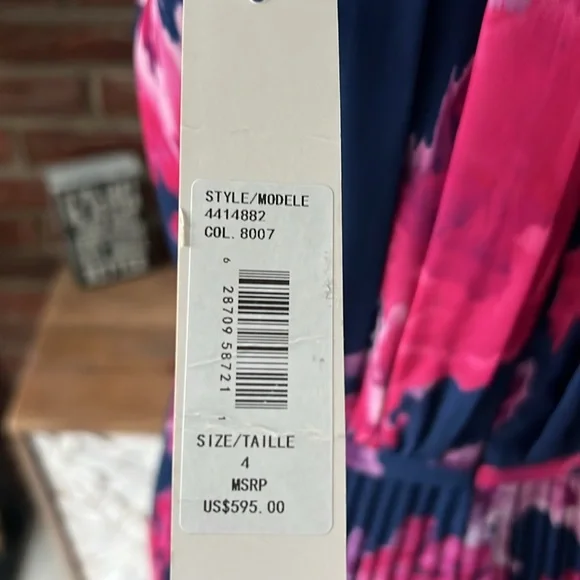 STYLE/MODELE
4414882
COL. 8007
6 28709 58721 1
SIZE/TAILLE
4
MSRP
US$595.00